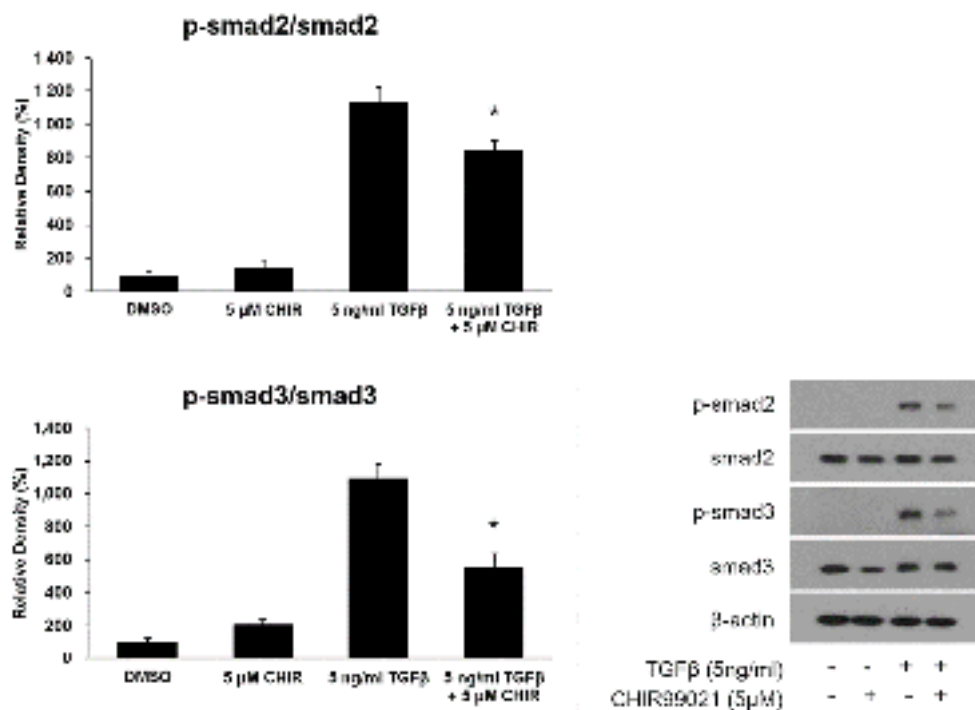 p-smad2/smad2
Relative Density (%)
1 400
1 200
1 000
800
600
400
200
0
DMSO
5 µM CHIR
5 ng/ml TGFβ
5 ng/ml TGFβ
+ 5 µM CHIR
*
p-smad3/smad3
Relative Density (%)
1,400
1,200
1,000
800
600
400
200
0
DMSO
5 µM CHIR
5 ng/ml TGFβ
5 ng/ml TGFβ
+ 5 µM CHIR
*
p-smad2
smad2
p-smad3
smad3
β-actin
TGFβ (5ng/ml) - - + +
CHIR99021 (5µM) - + - +